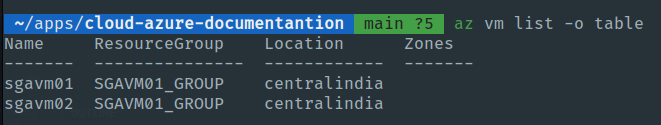 ~/apps/cloud-azure-documentantion main ?5 az vm list -o table
Name ResourceGroup Location Zones
------- --------------- ------------ -------
sgavm01 SGAVM01_GROUP centralindia
sgavm02 SGAVM01_GROUP centralindia